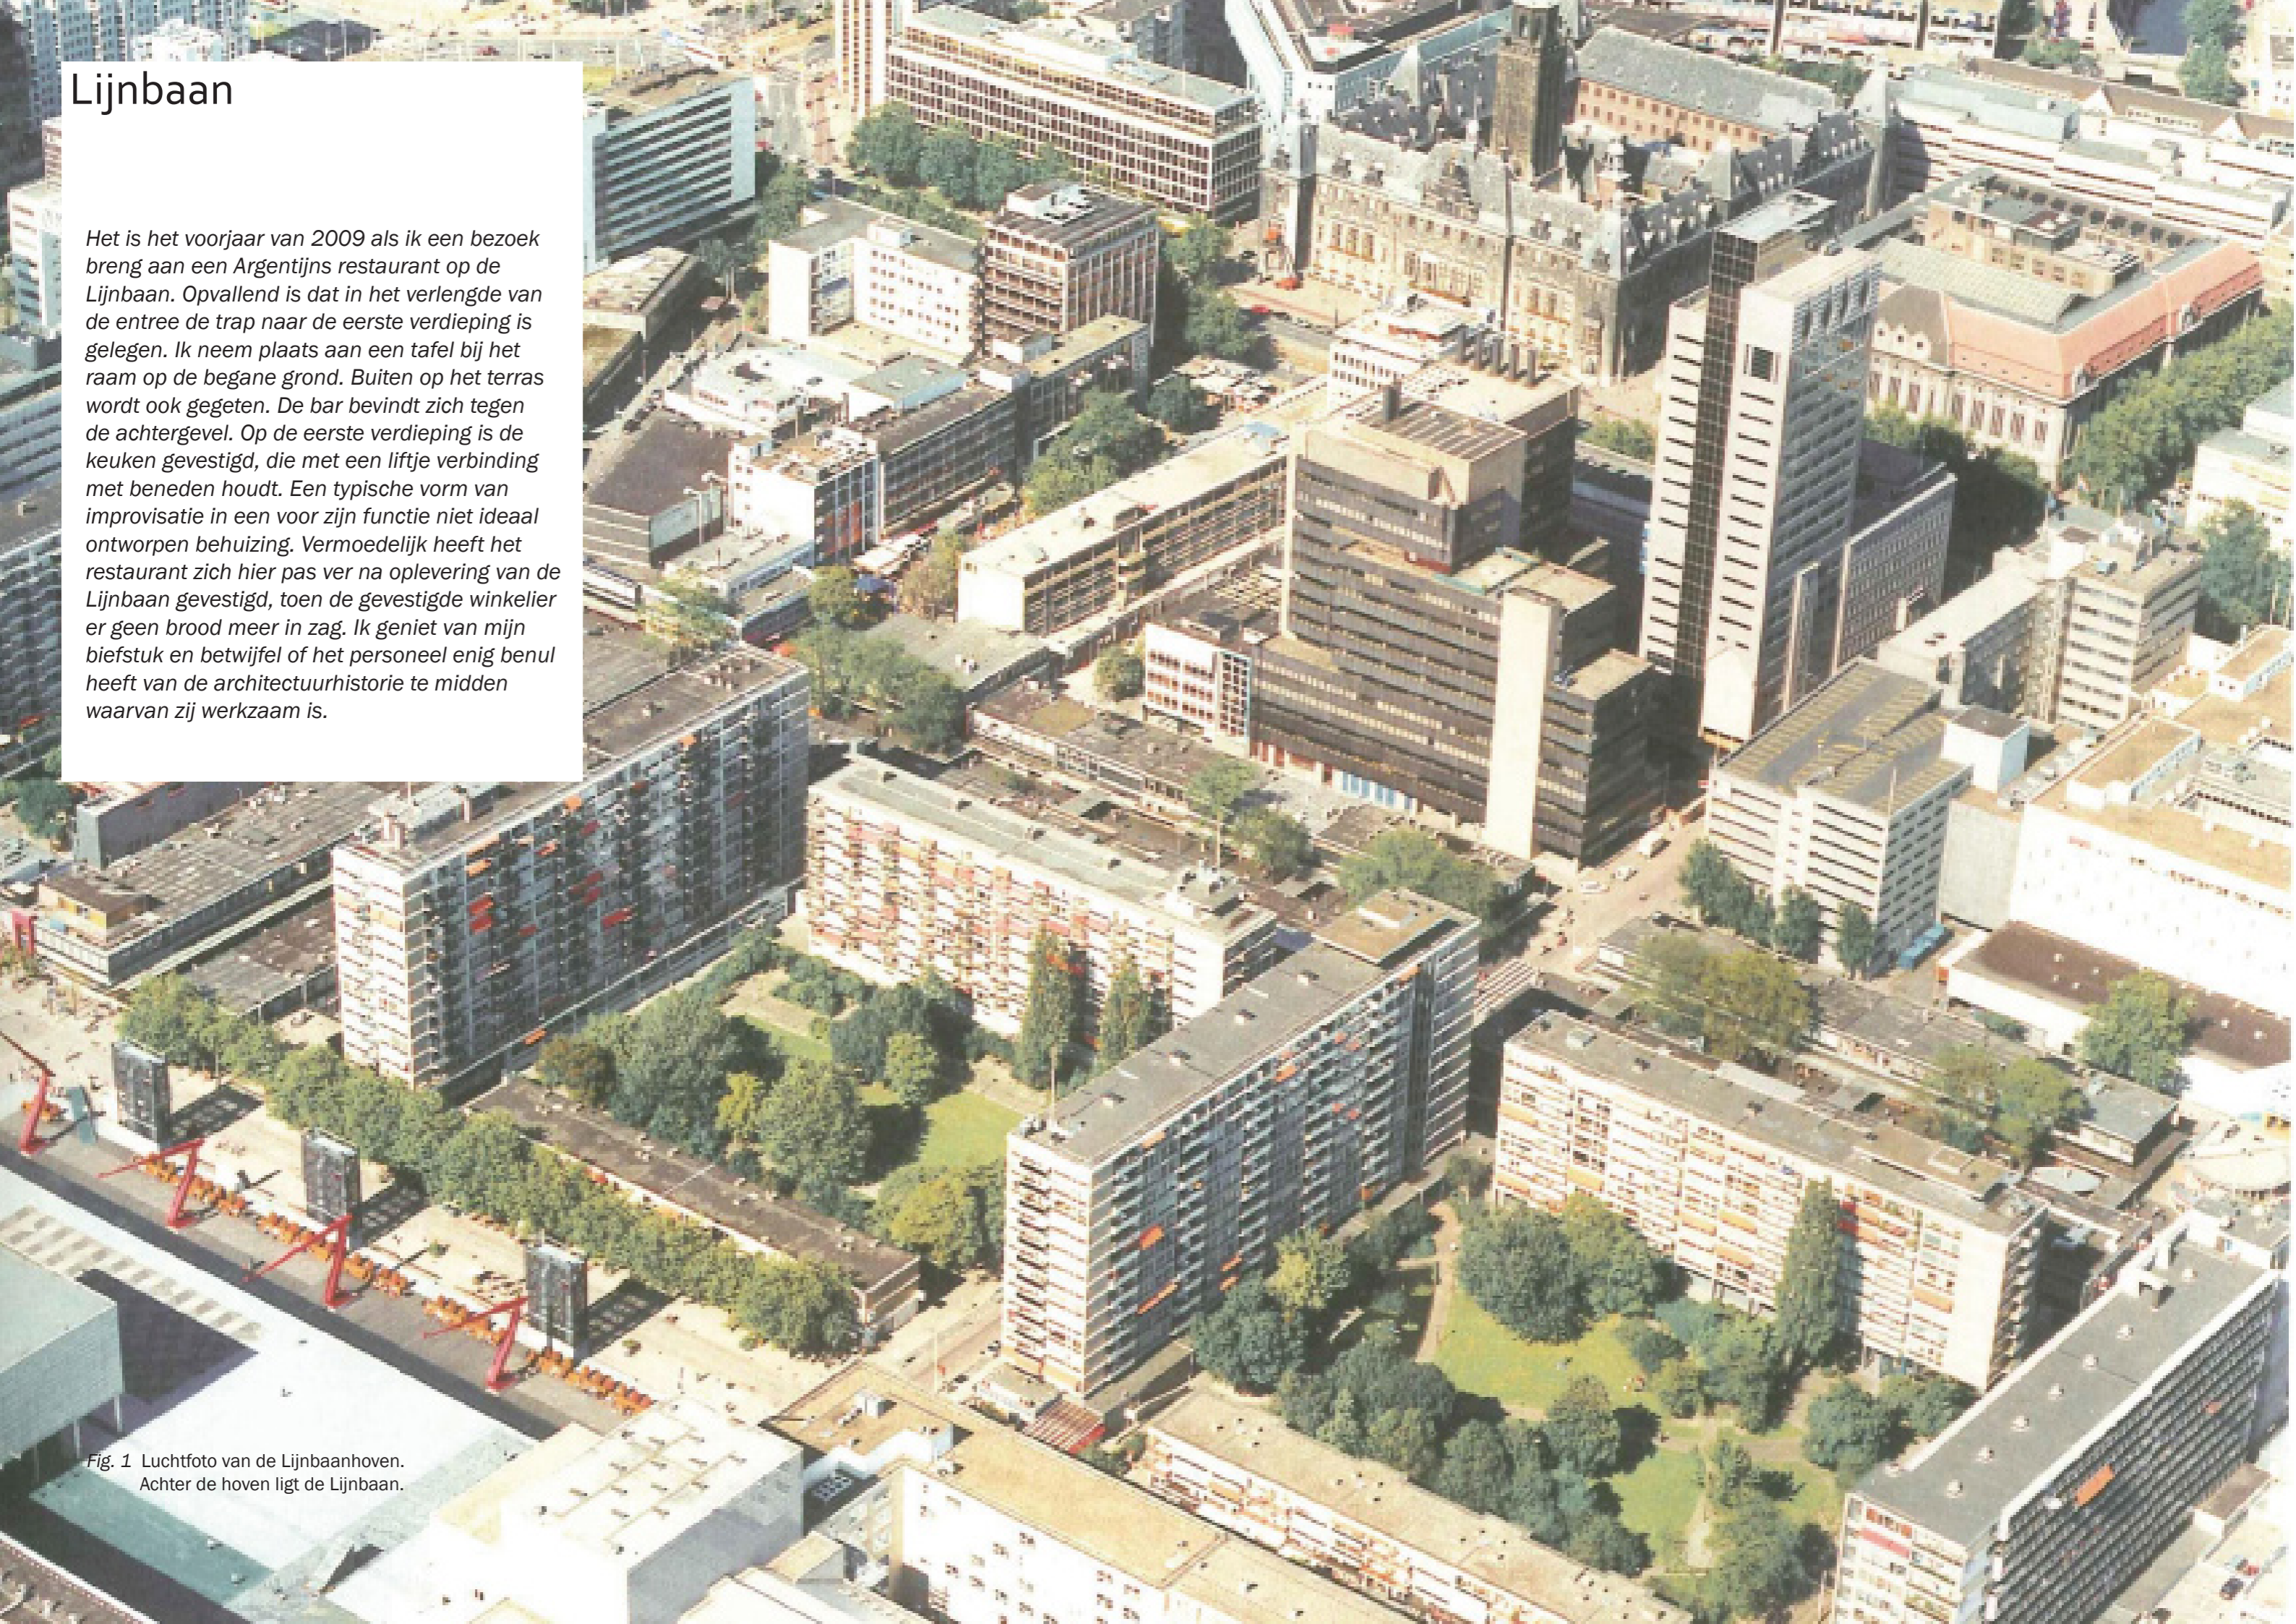 Lijnbaan
Het is het voorjaar van 2009 als ik een bezoek
breng aan een Argentijns restaurant op de
Lijnbaan. Opvallend is dat in het verlengde van
de entree de trap naar de eerste verdieping is
gelegen. Ik neem plaats aan een tafel bij het
raam op de begane grond. Buiten op het terras
wordt ook gegeten. De bar bevindt zich tegen
de achtergevel. Op de eerste verdieping is de
keuken gevestigd, die met een liftje verbinding
met beneden houdt. Een typische vorm van
improvisatie in een voor zijn functie niet ideaal
ontworpen behuizing. Vermoedelijk heeft het
restaurant zich hier pas ver na oplevering van de
Lijnbaan gevestigd, toen de gevestigde winkelier
er geen brood meer in zag. Ik geniet van mijn
biefstuk en betwijfel of het personeel enig benul
heeft van de architectuurhistorie te midden
waarvan zij werkzaam is.
Fig. 1 Luchtfoto van de Lijnbaanhoven.
Achter de hoven ligt de Lijnbaan.